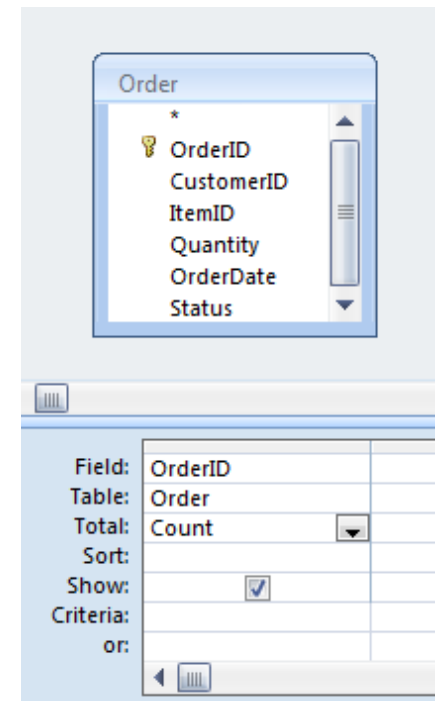 Order
*
OrderID
CustomerID
ItemID
Quantity
OrderDate
Status
Field: OrderID
Table: Order
Total: Count
Sort:
Show:
Criteria:
or: